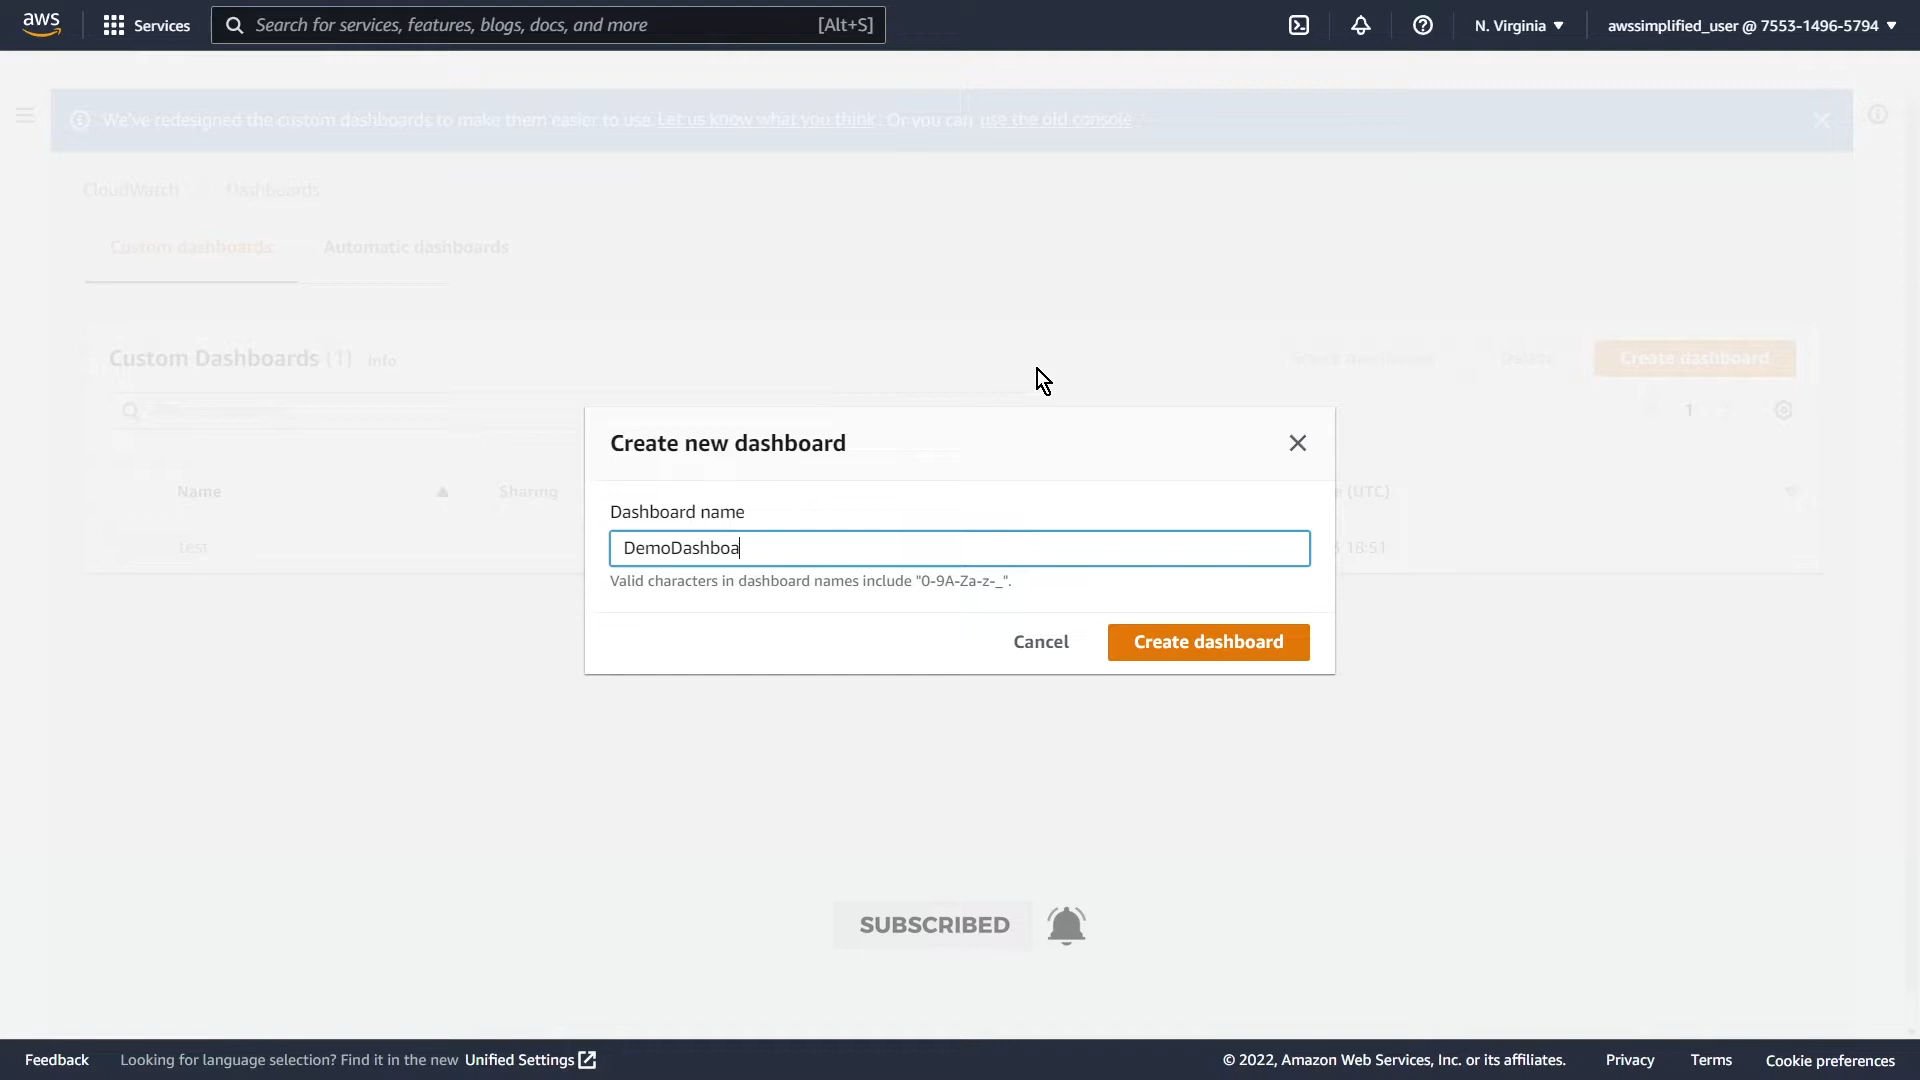 aws
Services
Search for services, features, blogs, docs, and more [Alt+S]
N. Virginia
awssimplified_user @ 7553-1496-5794
We've redesigned the custom dashboards to make them easier to use. Let us know what you think. Or you can use the old console.
CloudWatch Dashboards
Custom dashboards Automatic dashboards
Custom Dashboards (1) Info
Create dashboard
1
Name Sharing (UTC)
test 18:51
Create new dashboard
Dashboard name
DemoDashboa
Valid characters in dashboard names include "0-9A-Za-z-_".
Cancel Create dashboard
SUBSCRIBED
Feedback Looking for language selection? Find it in the new Unified Settings
© 2022, Amazon Web Services, Inc. or its affiliates. Privacy Terms Cookie preferences